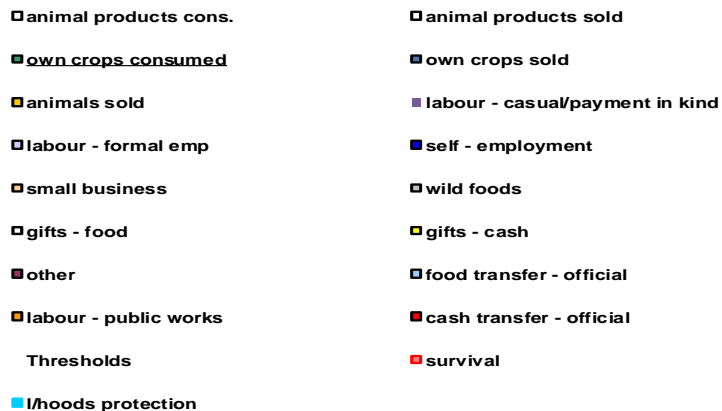 animal products cons. animal products sold
own crops consumed own crops sold
animals sold labour - casual/payment in kind
labour - formal emp self - employment
small business wild foods
gifts - food gifts - cash
other food transfer - official
labour - public works cash transfer - official
Thresholds survival
l/hoods protection